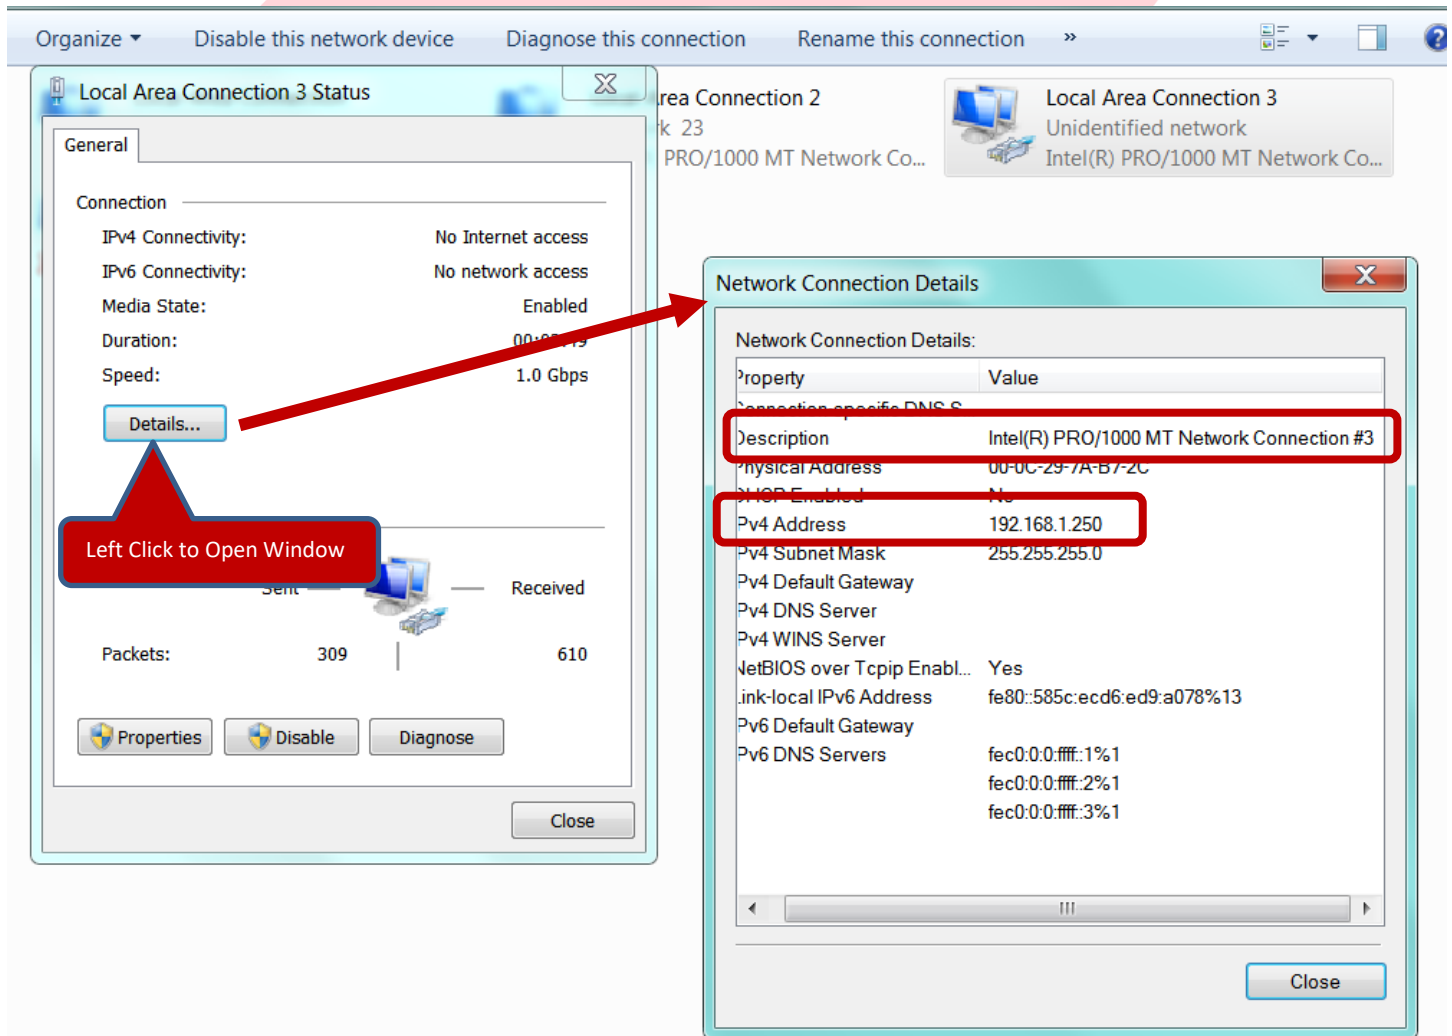 Organize Disable this network device Diagnose this connection Rename this connection »
Local Area Connection 3 Status
rea Connection 2
23
PRO/1000 MT Network Co...
Local Area Connection 3
Unidentified network
Intel(R) PRO/1000 MT Network Co...
General
Connection
IPv4 Connectivity: No Internet access
IPv6 Connectivity: No network access
Media State: Enabled
Duration:
Speed: 1.0 Gbps
Details...
Left Click to Open Window
Sent Received
Packets: 309 610
Properties Disable Diagnose
Close
Network Connection Details
Network Connection Details:
Property Value
Connection-specific DNS S
Description Intel(R) PRO/1000 MT Network Connection #3
Physical Address 00-0C-29-7A-B7-2C
DHCP Enabled No
Pv4 Address 192.168.1.250
Pv4 Subnet Mask 255.255.255.0
Pv4 Default Gateway
Pv4 DNS Server
Pv4 WINS Server
NetBIOS over Tcpip Enabl... Yes
Link-local IPv6 Address fe80::585c:ecd6:ed9:a078%13
Pv6 Default Gateway
Pv6 DNS Servers fec0:0:0:ffff::1%1
fec0:0:0:ffff::2%1
fec0:0:0:ffff::3%1
Close